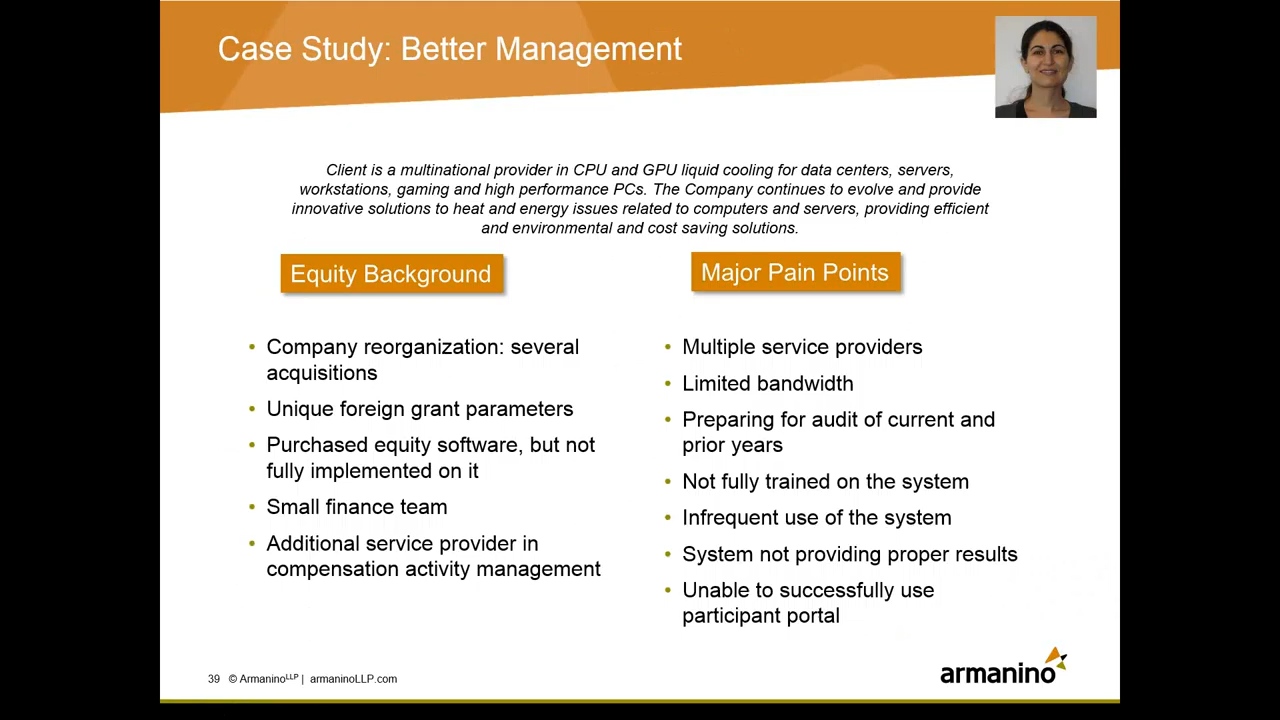 Case Study: Better Management
Client is a multinational provider in CPU and GPU liquid cooling for data centers, servers,
workstations, gaming and high performance PCs. The Company continues to evolve and provide
innovative solutions to heat and energy issues related to computers and servers, providing efficient
and environmental and cost saving solutions.
Equity Background
• Company reorganization: several
acquisitions
• Unique foreign grant parameters
• Purchased equity software, but not
fully implemented on it
• Small finance team
• Additional service provider in
compensation activity management
Major Pain Points
• Multiple service providers
• Limited bandwidth
• Preparing for audit of current and
prior years
• Not fully trained on the system
• Infrequent use of the system
• System not providing proper results
• Unable to successfully use
participant portal
39 © ArmaninoLLP | armaninoLLP.com
armanino